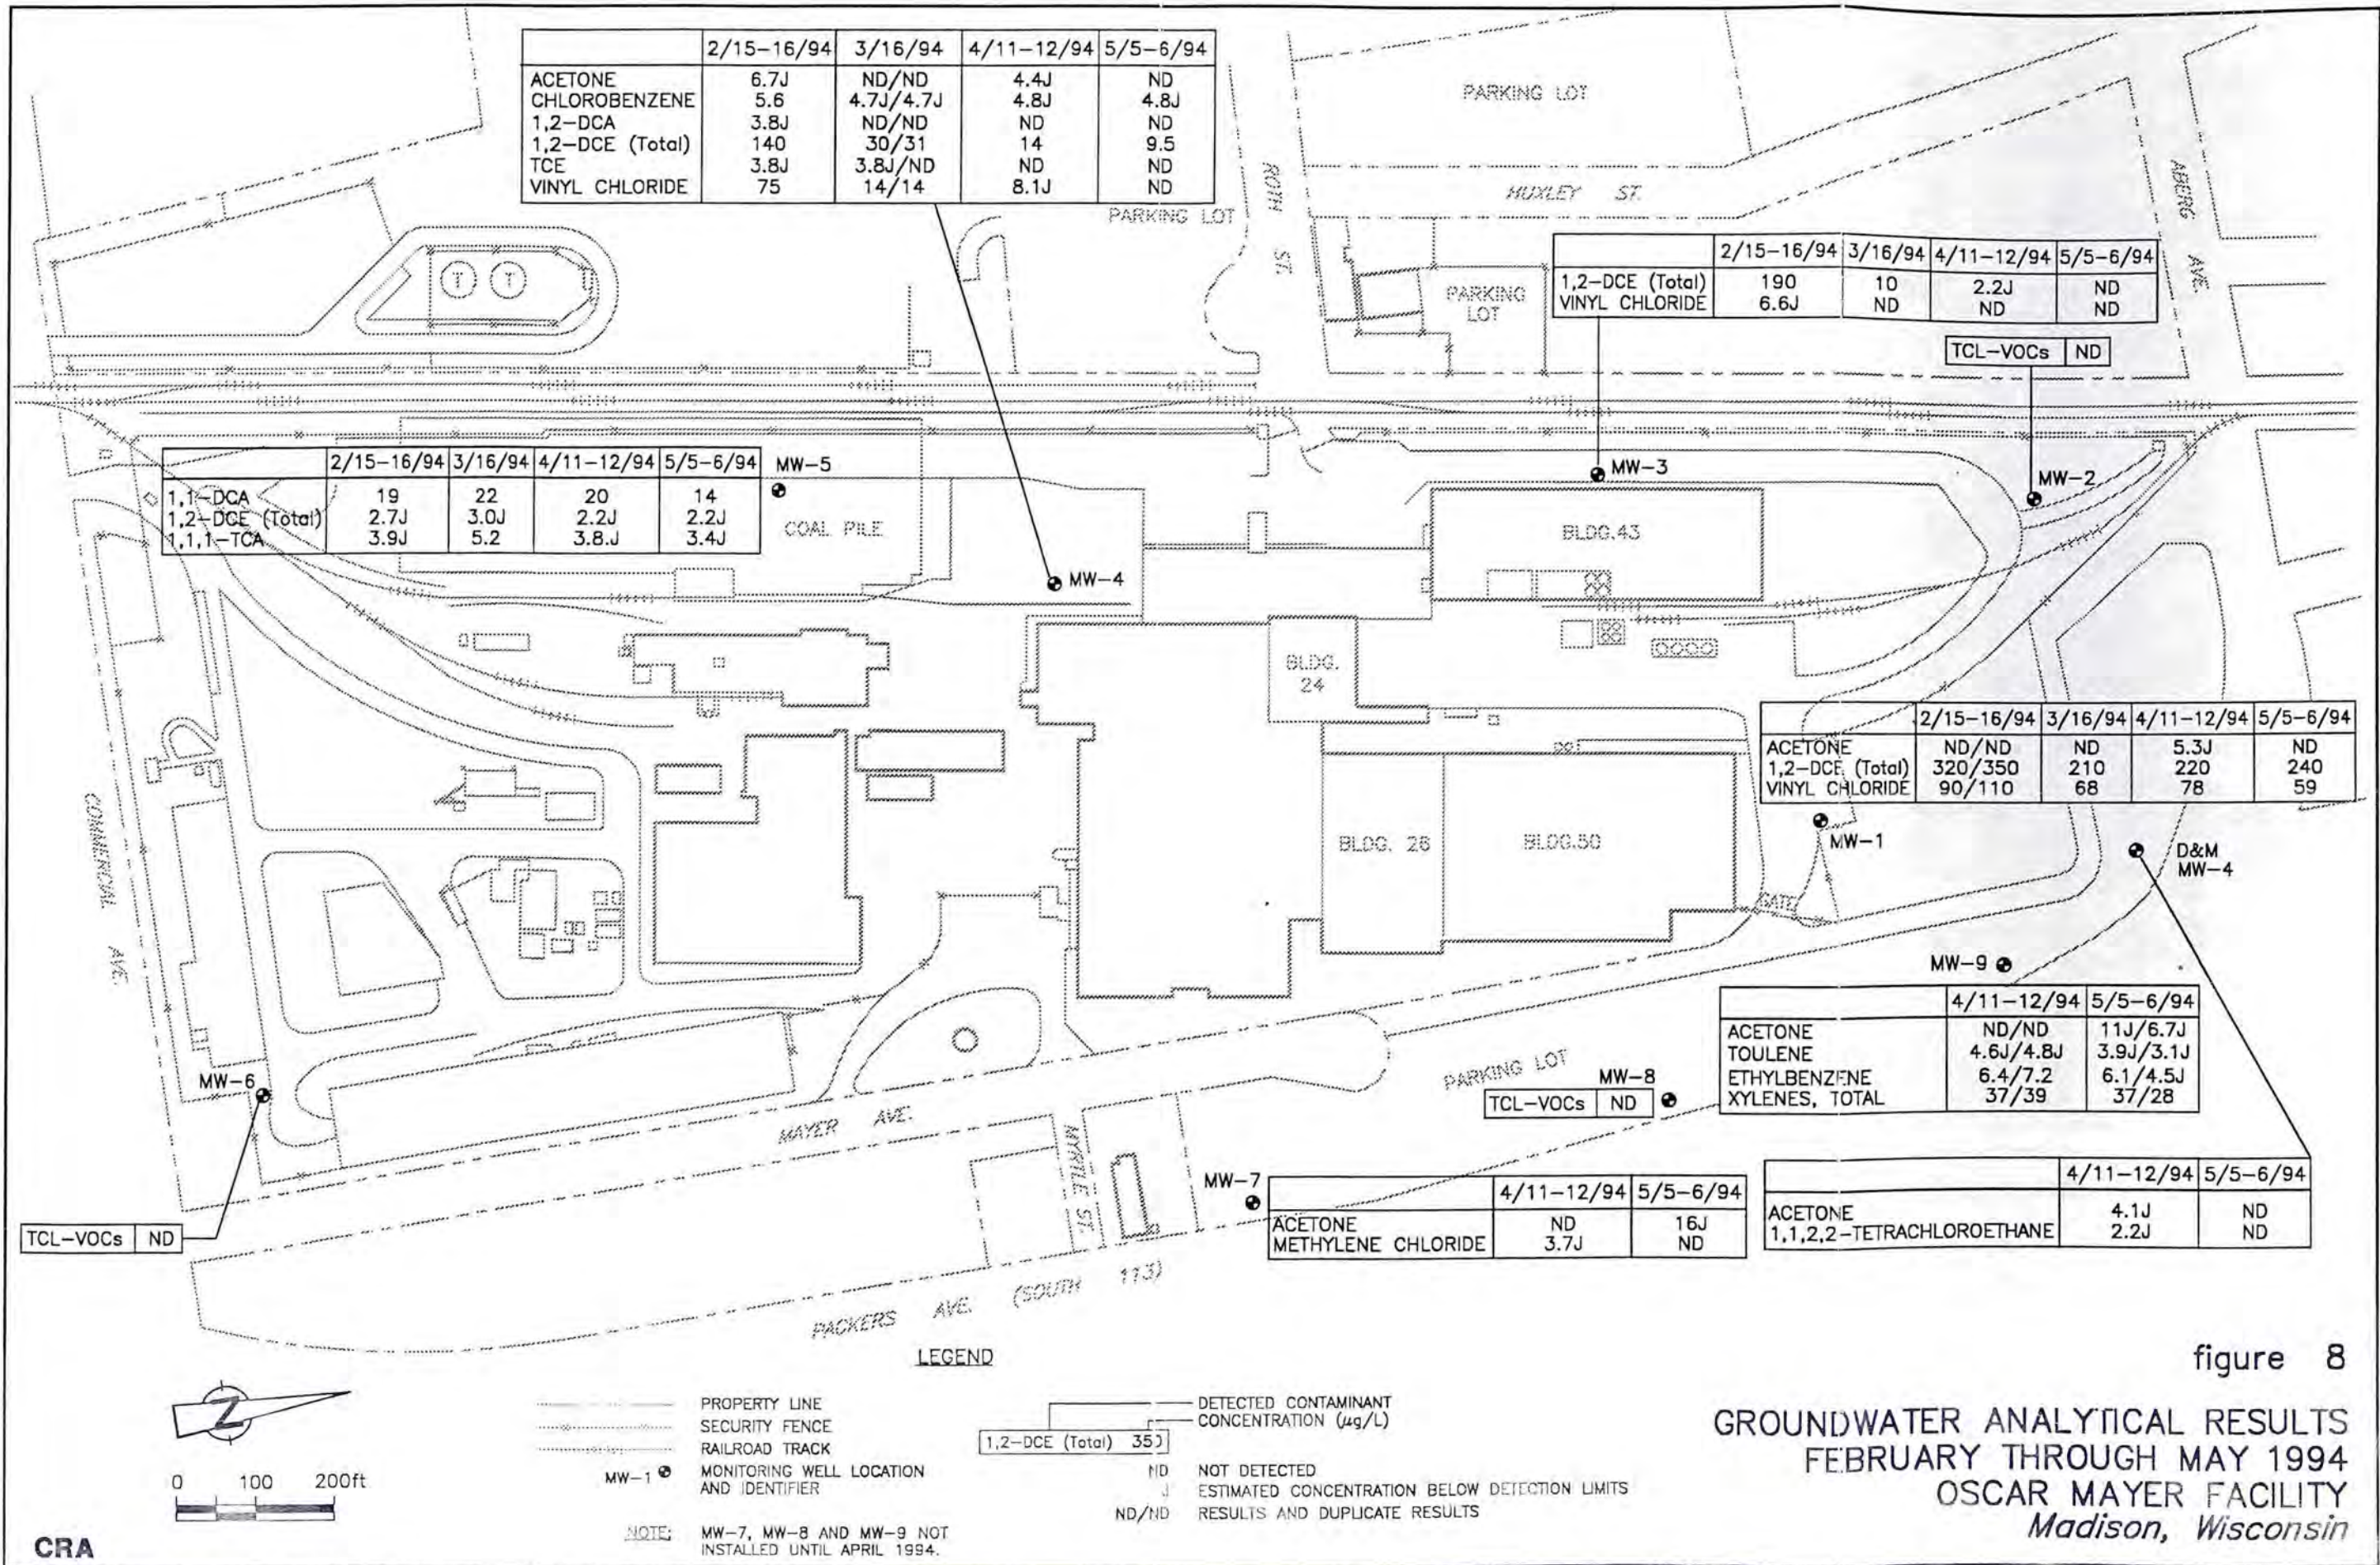 2/15-16/94 3/16/94 4/11-12/94 5/5-6/94
ACETONE 6.7J ND/ND 4.4J ND
CHLOROBENZENE 5.6 4.7J/4.7J 4.8J 4.8J
1,2-DCA 3.8J ND/ND ND ND
1,2-DCE (Total) 140 30/31 14 9.5
TCE 3.8J 3.8J/ND ND ND
VINYL CHLORIDE 75 14/14 8.1J ND
PARKING LOT
ROTH ST.
PARKING LOT
HUXLEY ST.
ABERG AVE.
T T
PARKING
LOT
2/15-16/94 3/16/94 4/11-12/94 5/5-6/94
1,2-DCE (Total) 190 10 2.2J ND
VINYL CHLORIDE 6.6J ND ND ND
TCL-VOCs ND
2/15-16/94 3/16/94 4/11-12/94 5/5-6/94
1,1-DCA 19 22 20 14
1,2-DCE (Total) 2.7J 3.0J 2.2J 2.2J
1,1,1-TCA 3.9J 5.2 3.8.J 3.4J
MW-5
COAL PILE
MW-4
MW-3
MW-2
BLDG.43
BLDG.
24
2/15-16/94 3/16/94 4/11-12/94 5/5-6/94
ACETONE ND/ND ND 5.3J ND
1,2-DCE (Total) 320/350 210 220 240
VINYL CHLORIDE 90/110 68 78 59
COMMERCIAL AVE.
BLDG. 26
BLDG.50
MW-1
D&M
MW-4
GATE
MW-9
4/11-12/94 5/5-6/94
ACETONE ND/ND 11J/6.7J
TOULENE 4.6J/4.8J 3.9J/3.1J
ETHYLBENZENE 6.4/7.2 6.1/4.5J
XYLENES, TOTAL 37/39 37/28
PARKING LOT
MW-8
TCL-VOCs ND
MW-6
MAYER AVE.
MYRTLE ST.
MW-7
4/11-12/94 5/5-6/94
ACETONE ND 16J
METHYLENE CHLORIDE 3.7J ND
4/11-12/94 5/5-6/94
ACETONE 4.1J ND
1,1,2,2-TETRACHLOROETHANE 2.2J ND
TCL-VOCs ND
PACKERS AVE. (SOUTH 113)
LEGEND
Z
0 100 200ft
PROPERTY LINE
SECURITY FENCE
RAILROAD TRACK
MW-1 MONITORING WELL LOCATION
AND IDENTIFIER
NOTE: MW-7, MW-8 AND MW-9 NOT
INSTALLED UNTIL APRIL 1994.
DETECTED CONTAMINANT
CONCENTRATION (µg/L)
1,2-DCE (Total) 350
ND NOT DETECTED
J ESTIMATED CONCENTRATION BELOW DETECTION LIMITS
ND/ND RESULTS AND DUPLICATE RESULTS
figure 8
GROUNDWATER ANALYTICAL RESULTS
FEBRUARY THROUGH MAY 1994
OSCAR MAYER FACILITY
Madison, Wisconsin
CRA